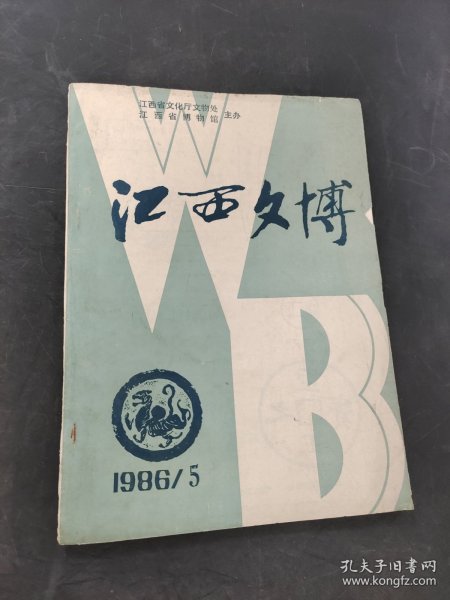 江西省文化厅文物处
江西省博物馆 主办
江西文博
W
W
B
1986/5
孔夫子旧书网
www.kongfz.com